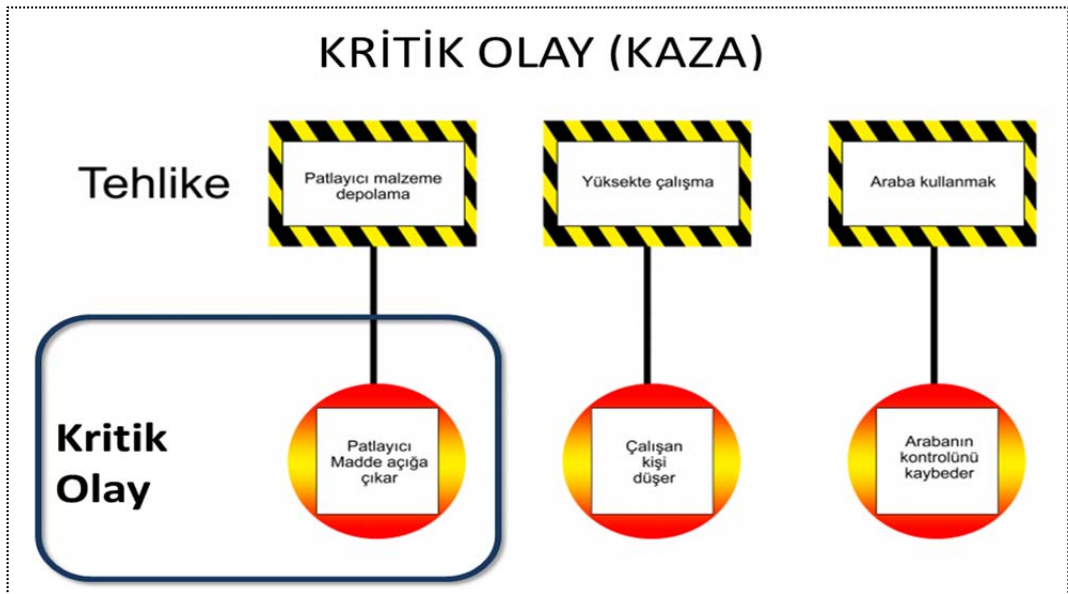 KRİTİK OLAY (KAZA)
Tehlike
Patlayıcı malzeme
depolama
Yüksekte çalışma
Araba kullanmak
Kritik
Olay
Patlayıcı
Madde açığa
çıkar
Çalışan
kişi
düşer
Arabanın
kontrolünü
kaybeder